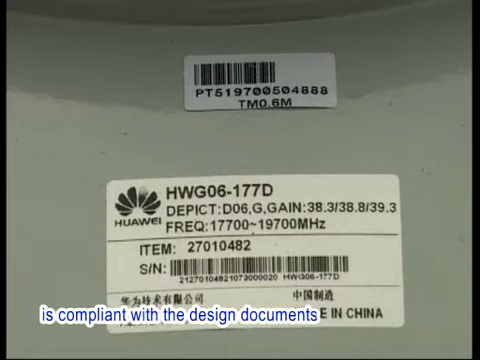 PT519700504888
TM0.6M
HUAWEI
HWG06-177D
DEPICT:D06,G,GAIN:38.3/38.8/39.3
FREQ:17700~19700MHz
ITEM: 27010482
S/N:
21270104821073000020 HWG06-177D
华为技术有限公司 中国制造
is compliant with the design documents
E IN CHINA